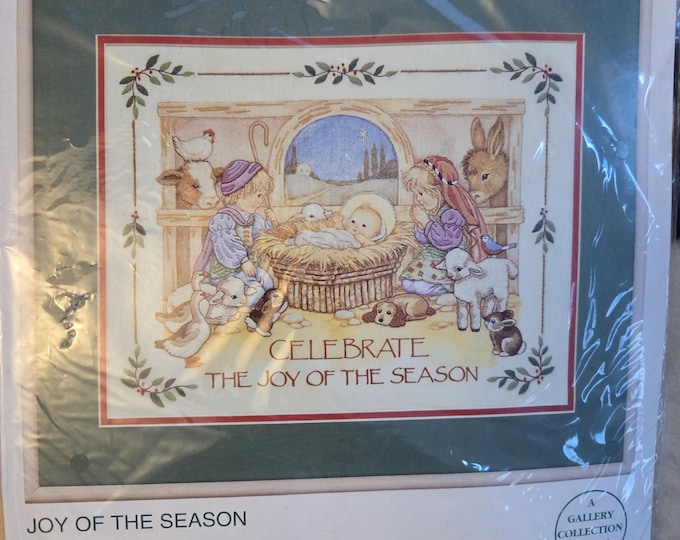 CELEBRATE
THE JOY OF THE SEASON
JOY OF THE SEASON
A
GALLERY
COLLECTION